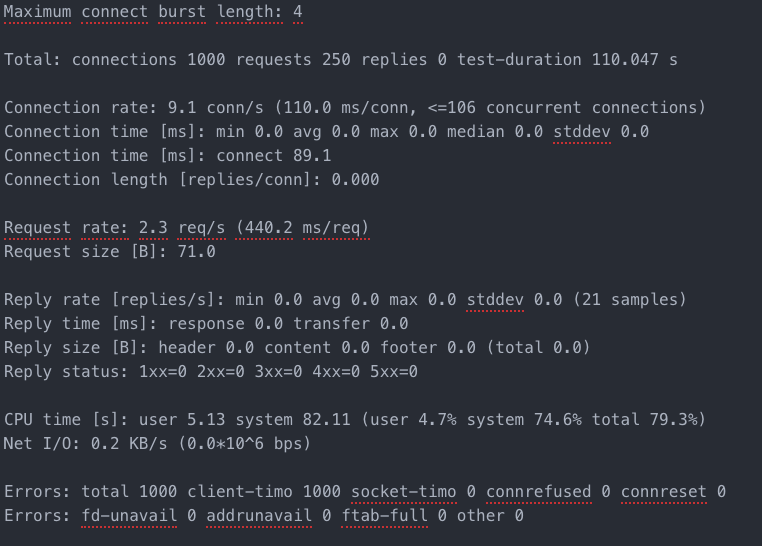 Maximum connect burst length: 4
Total: connections 1000 requests 250 replies 0 test-duration 110.047 s
Connection rate: 9.1 conn/s (110.0 ms/conn, <=106 concurrent connections)
Connection time [ms]: min 0.0 avg 0.0 max 0.0 median 0.0 stddev 0.0
Connection time [ms]: connect 89.1
Connection length [replies/conn]: 0.000
Request rate: 2.3 req/s (440.2 ms/req)
Request size [B]: 71.0
Reply rate [replies/s]: min 0.0 avg 0.0 max 0.0 stddev 0.0 (21 samples)
Reply time [ms]: response 0.0 transfer 0.0
Reply size [B]: header 0.0 content 0.0 footer 0.0 (total 0.0)
Reply status: 1xx=0 2xx=0 3xx=0 4xx=0 5xx=0
CPU time [s]: user 5.13 system 82.11 (user 4.7% system 74.6% total 79.3%)
Net I/O: 0.2 KB/s (0.0*10^6 bps)
Errors: total 1000 client-timo 1000 socket-timo 0 connrefused 0 connreset 0
Errors: fd-unavail 0 addrunavail 0 ftab-full 0 other 0